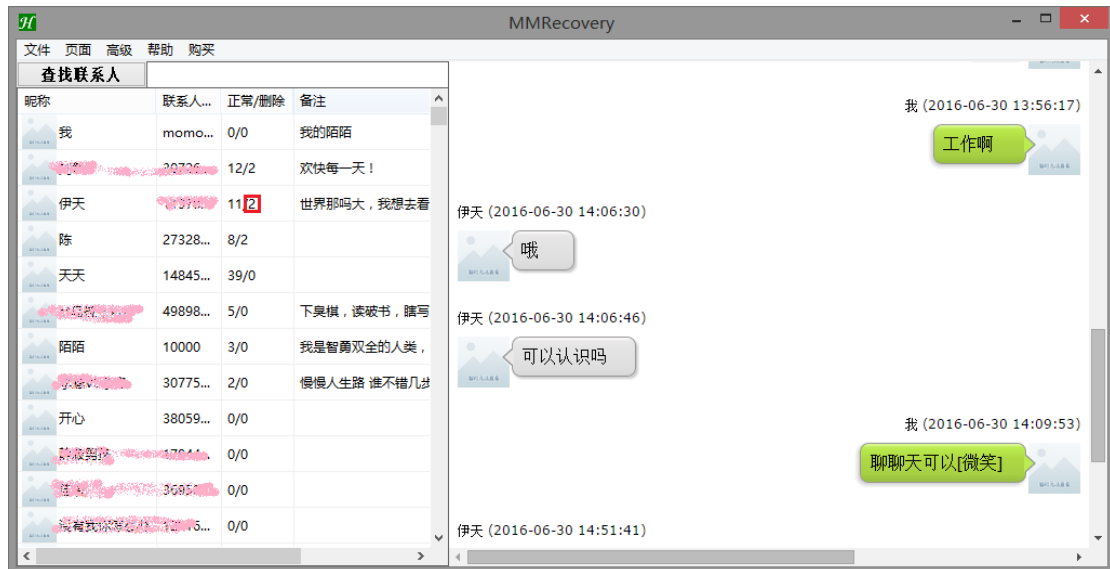 MMRecovery
文件 页面 高级 帮助 购买
查找联系人
昵称 联系人... 正常/删除 备注
我 momo... 0/0 我的陌陌
12/2 欢快每一天！
伊天 11/2 世界那吗大，我想去看
陈 27328... 8/2
天天 14845... 39/0
49898... 5/0 下臭棋，读破书，瞎写
陌陌 10000 3/0 我是智勇双全的人类，
30775... 2/0 慢慢人生路 谁不错几步
开心 38059... 0/0
0/0
0/0
0/0
我 (2016-06-30 13:56:17)
工作啊
伊天 (2016-06-30 14:06:30)
哦
伊天 (2016-06-30 14:06:46)
可以认识吗
我 (2016-06-30 14:09:53)
聊聊天可以[微笑]
伊天 (2016-06-30 14:51:41)